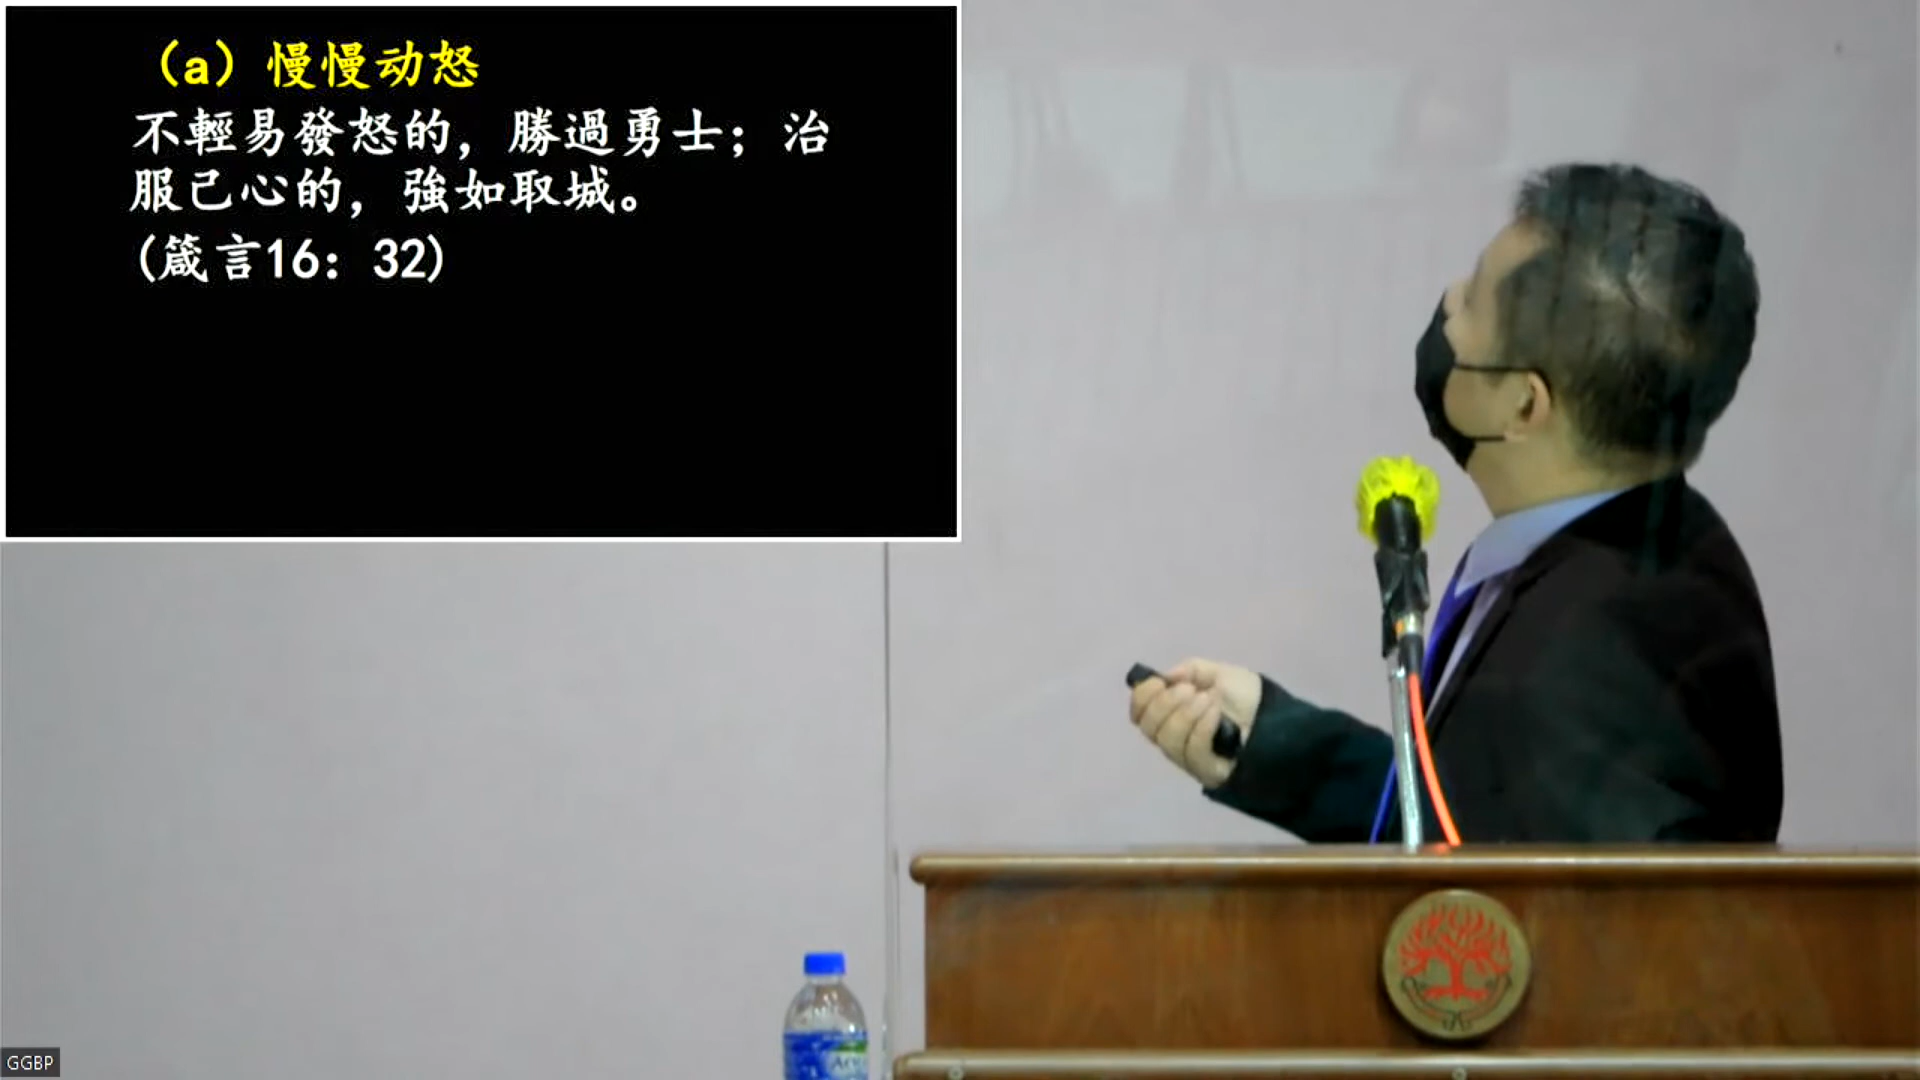 （a）慢慢动怒
不輕易發怒的，勝過勇士；治
服己心的，強如取城。
(箴言16：32)
GGBP